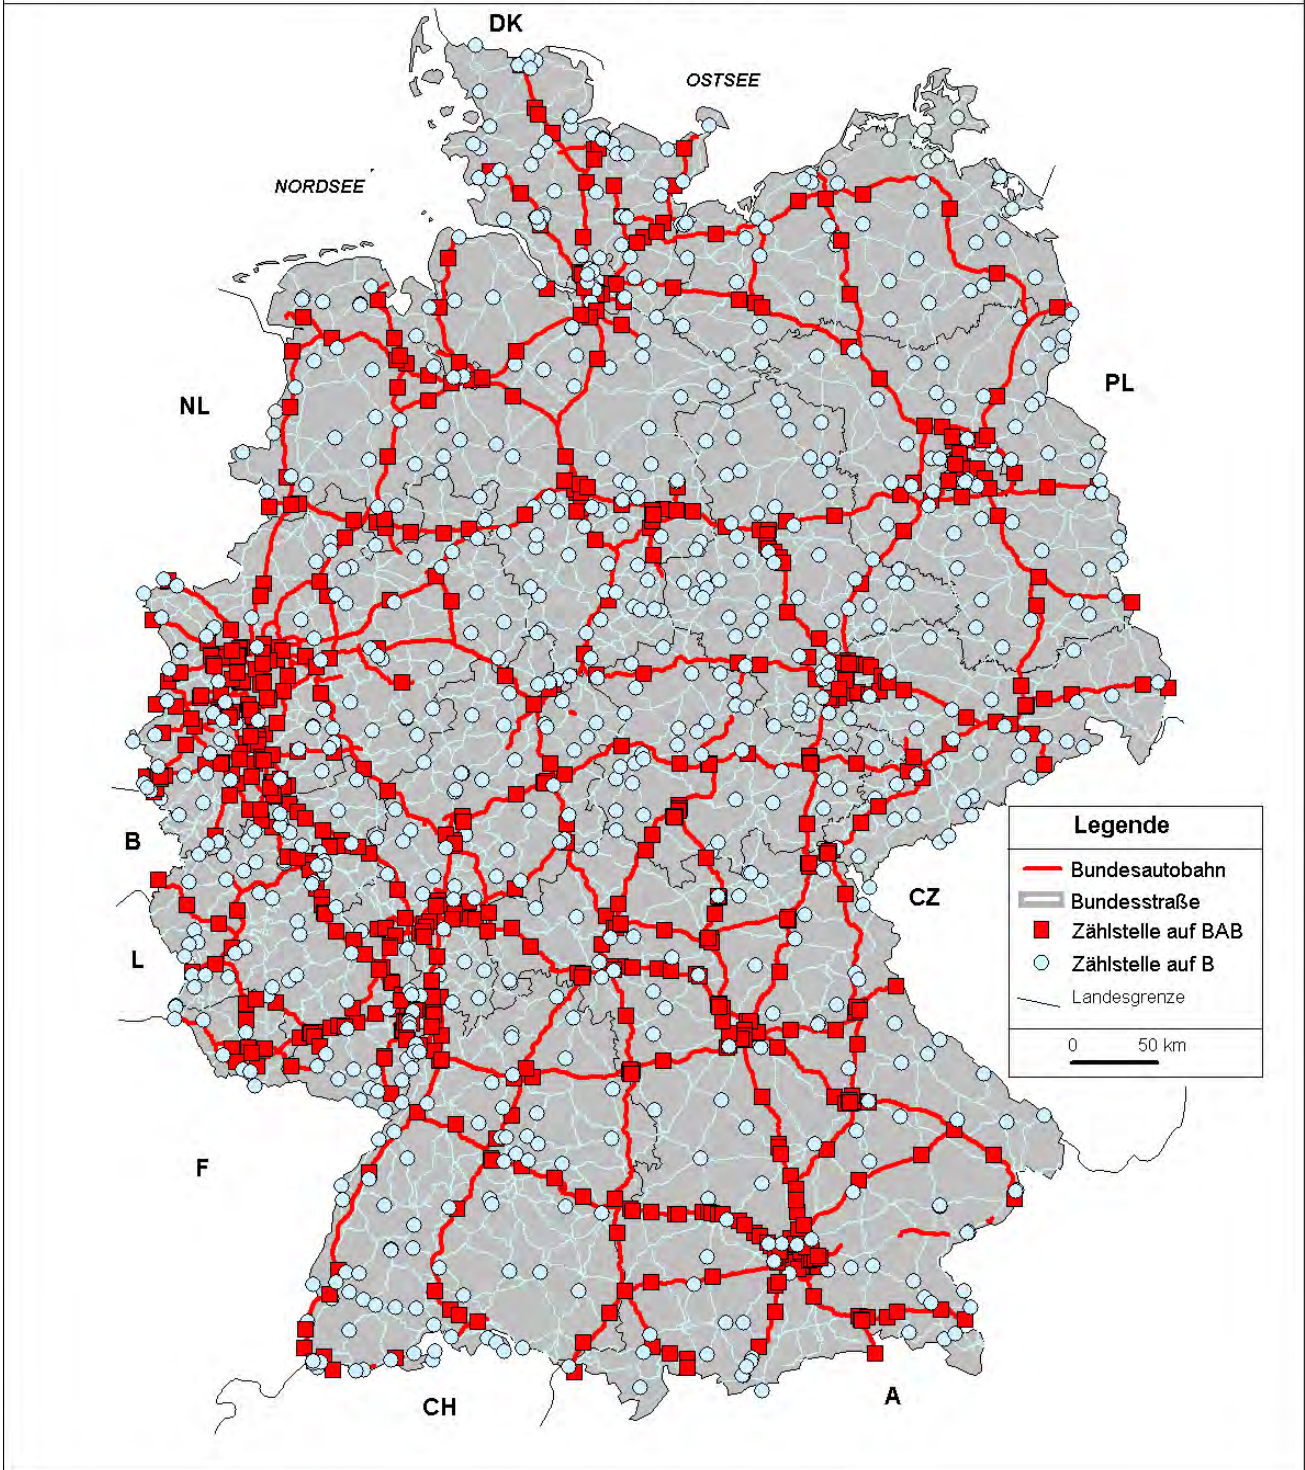 DK
OSTSEE
NORDSEE
NL
PL
B
L
CZ
F
CH
A
Legende
Bundesautobahn
Bundesstraße
Zählstelle auf BAB
Zählstelle auf B
Landesgrenze
0 50 km